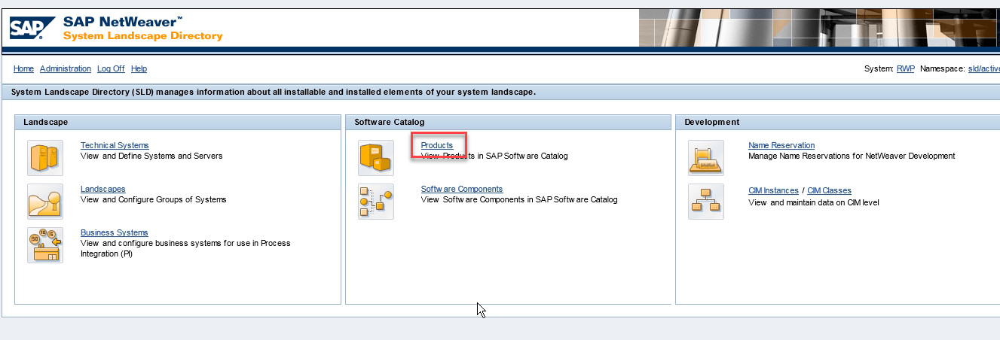 SAP
SAP NetWeaver™
System Landscape Directory
Home Administration Log Off Help
System: RWP Namespace: sld/active
System Landscape Directory (SLD) manages information about all installable and installed elements of your system landscape.
Landscape
Technical Systems
View and Define Systems and Servers
Landscapes
View and Configure Groups of Systems
50 10 5
Business Systems
View and configure business systems for use in Process
Integration (PI)
Software Catalog
Products
View Products in SAP Software Catalog
Software Components
View Software Components in SAP Software Catalog
Development
Name Reservation
Manage Name Reservations for NetWeaver Development
CIM Instances / CIM Classes
View and maintain data on CIM level